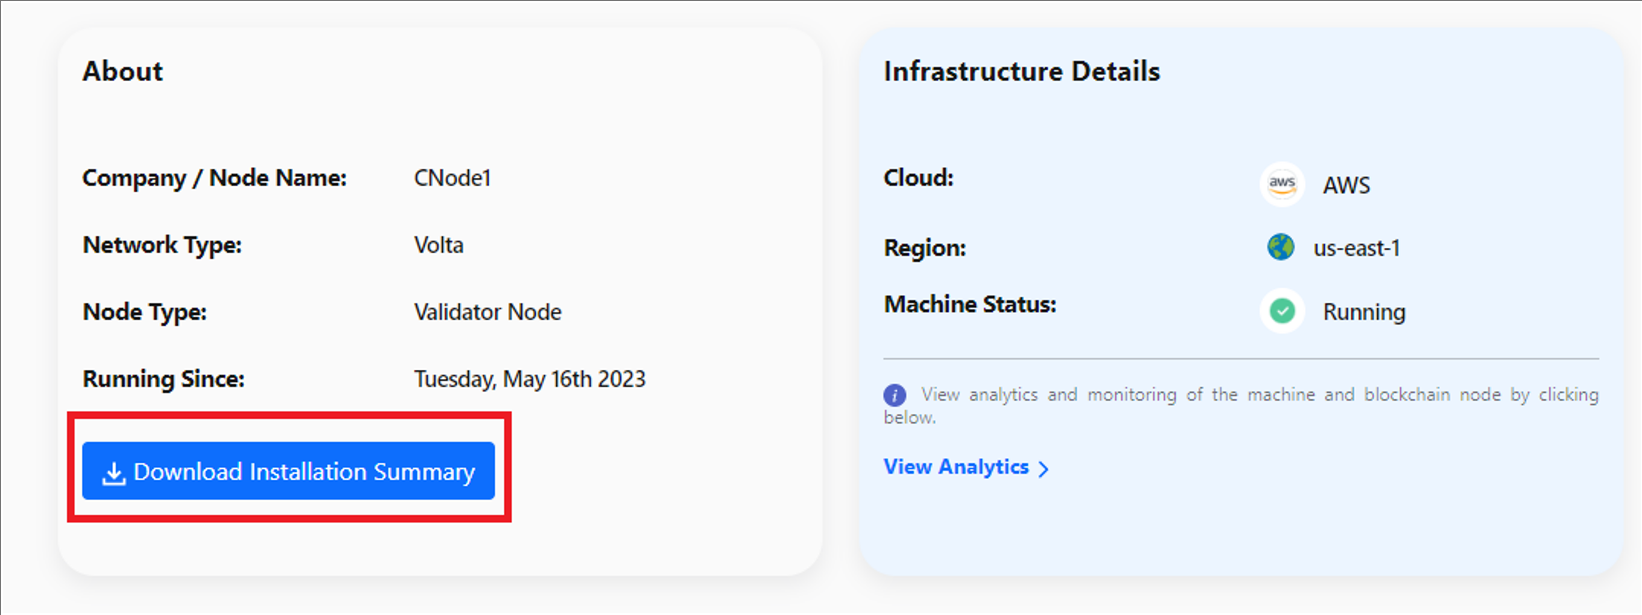 About
Company / Node Name: CNode1
Network Type: Volta
Node Type: Validator Node
Running Since: Tuesday, May 16th 2023
Download Installation Summary
Infrastructure Details
Cloud: aws AWS
Region: us-east-1
Machine Status: Running
i View analytics and monitoring of the machine and blockchain node by clicking
below.
View Analytics